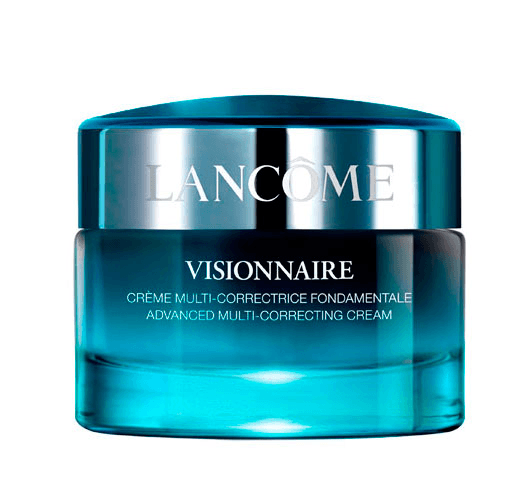 LANCÔME
VISIONNAIRE
CRÈME MULTI-CORRECTRICE FONDAMENTALE
ADVANCED MULTI-CORRECTING CREAM